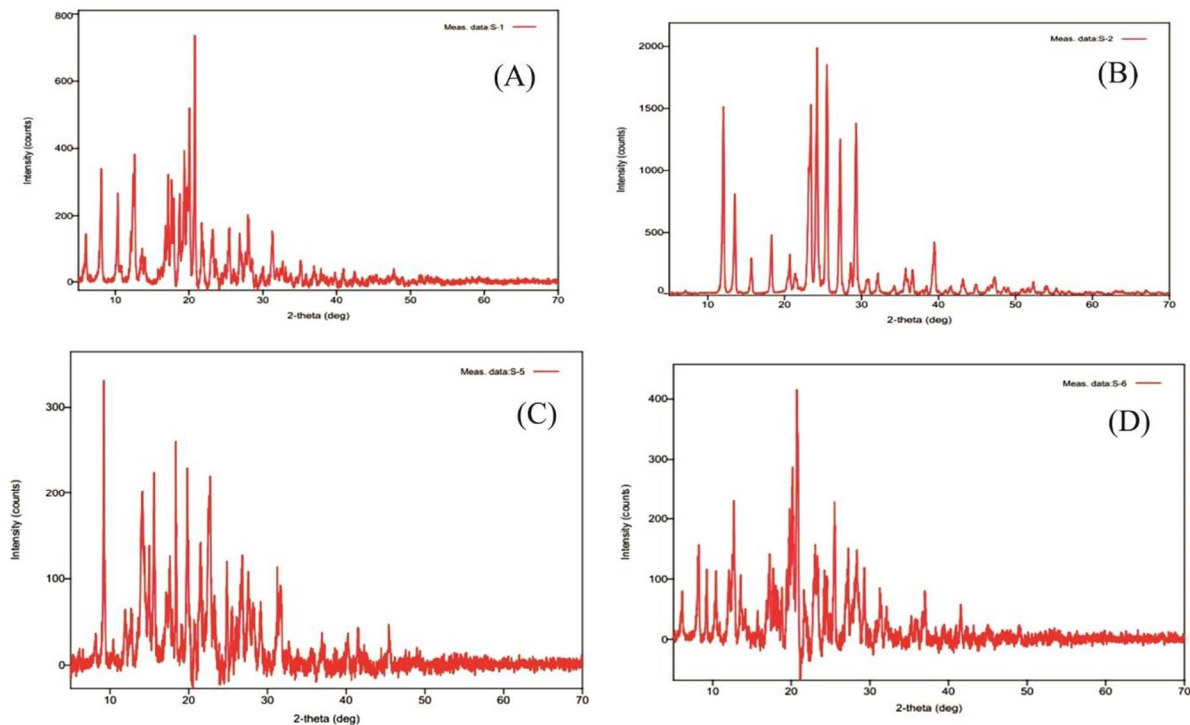 Meas. data:S-1
(A)
Intensity (counts)
800
600
400
200
0
10 20 30 40 50 60 70
2-theta (deg)
Meas. data:S-2
(B)
Intensity (counts)
2000
1500
1000
500
0
10 20 30 40 50 60 70
2-theta (deg)
Meas. data:S-5
(C)
Intensity (counts)
300
200
100
0
10 20 30 40 50 60 70
2-theta (deg)
Meas. data:S-6
(D)
Intensity (counts)
400
300
200
100
0
10 20 30 40 50 60 70
2-theta (deg)